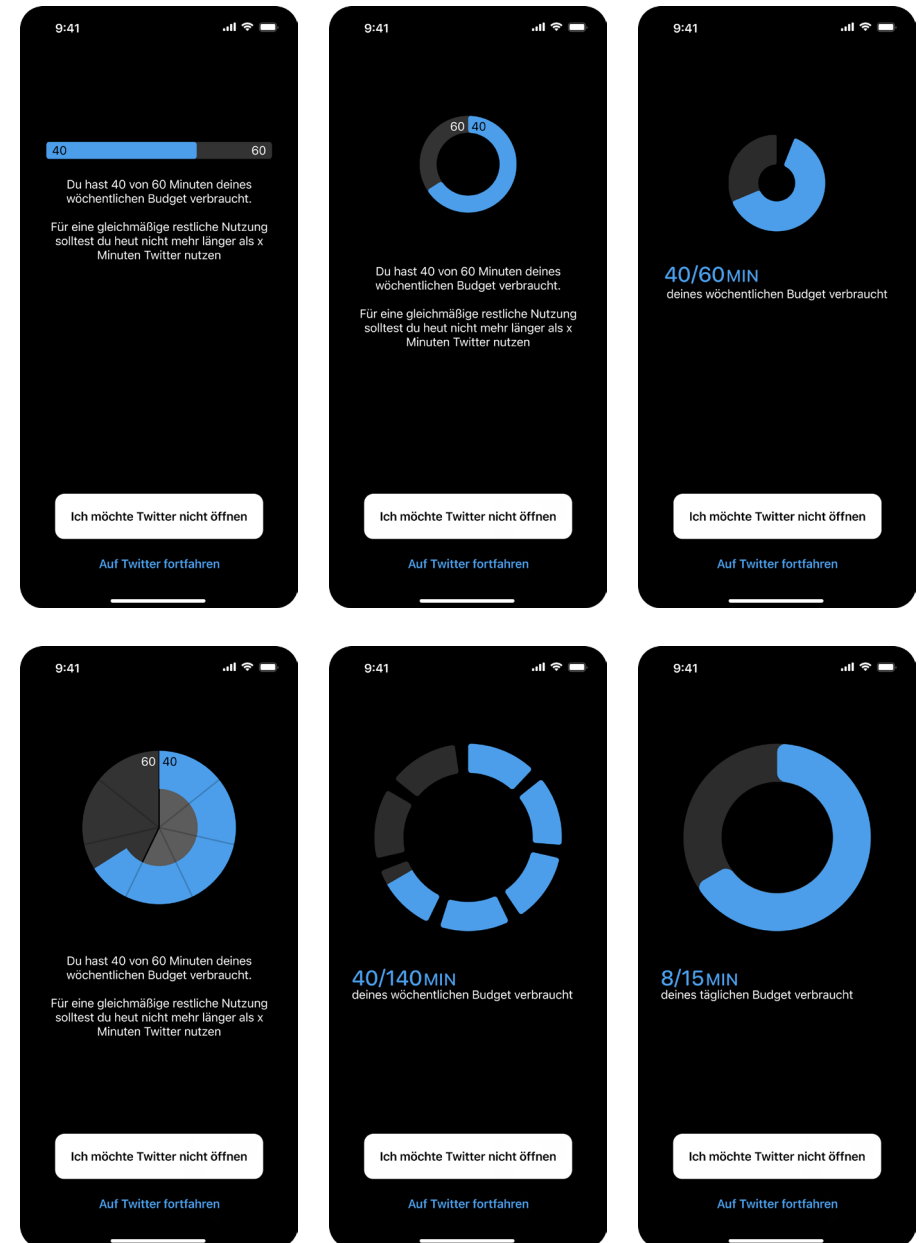 9:41
40 60
Du hast 40 von 60 Minuten deines
wöchentlichen Budget verbraucht.
Für eine gleichmäßige restliche Nutzung
solltest du heut nicht mehr länger als x
Minuten Twitter nutzen
Ich möchte Twitter nicht öffnen
Auf Twitter fortfahren
9:41
60 40
Du hast 40 von 60 Minuten deines
wöchentlichen Budget verbraucht.
Für eine gleichmäßige restliche Nutzung
solltest du heut nicht mehr länger als x
Minuten Twitter nutzen
Ich möchte Twitter nicht öffnen
Auf Twitter fortfahren
9:41
40/60 MIN
deines wöchentlichen Budget verbraucht
Ich möchte Twitter nicht öffnen
Auf Twitter fortfahren
9:41
60 40
Du hast 40 von 60 Minuten deines
wöchentlichen Budget verbraucht.
Für eine gleichmäßige restliche Nutzung
solltest du heut nicht mehr länger als x
Minuten Twitter nutzen
Ich möchte Twitter nicht öffnen
Auf Twitter fortfahren
9:41
40/140 MIN
deines wöchentlichen Budget verbraucht
Ich möchte Twitter nicht öffnen
Auf Twitter fortfahren
9:41
8/15 MIN
deines täglichen Budget verbraucht
Ich möchte Twitter nicht öffnen
Auf Twitter fortfahren